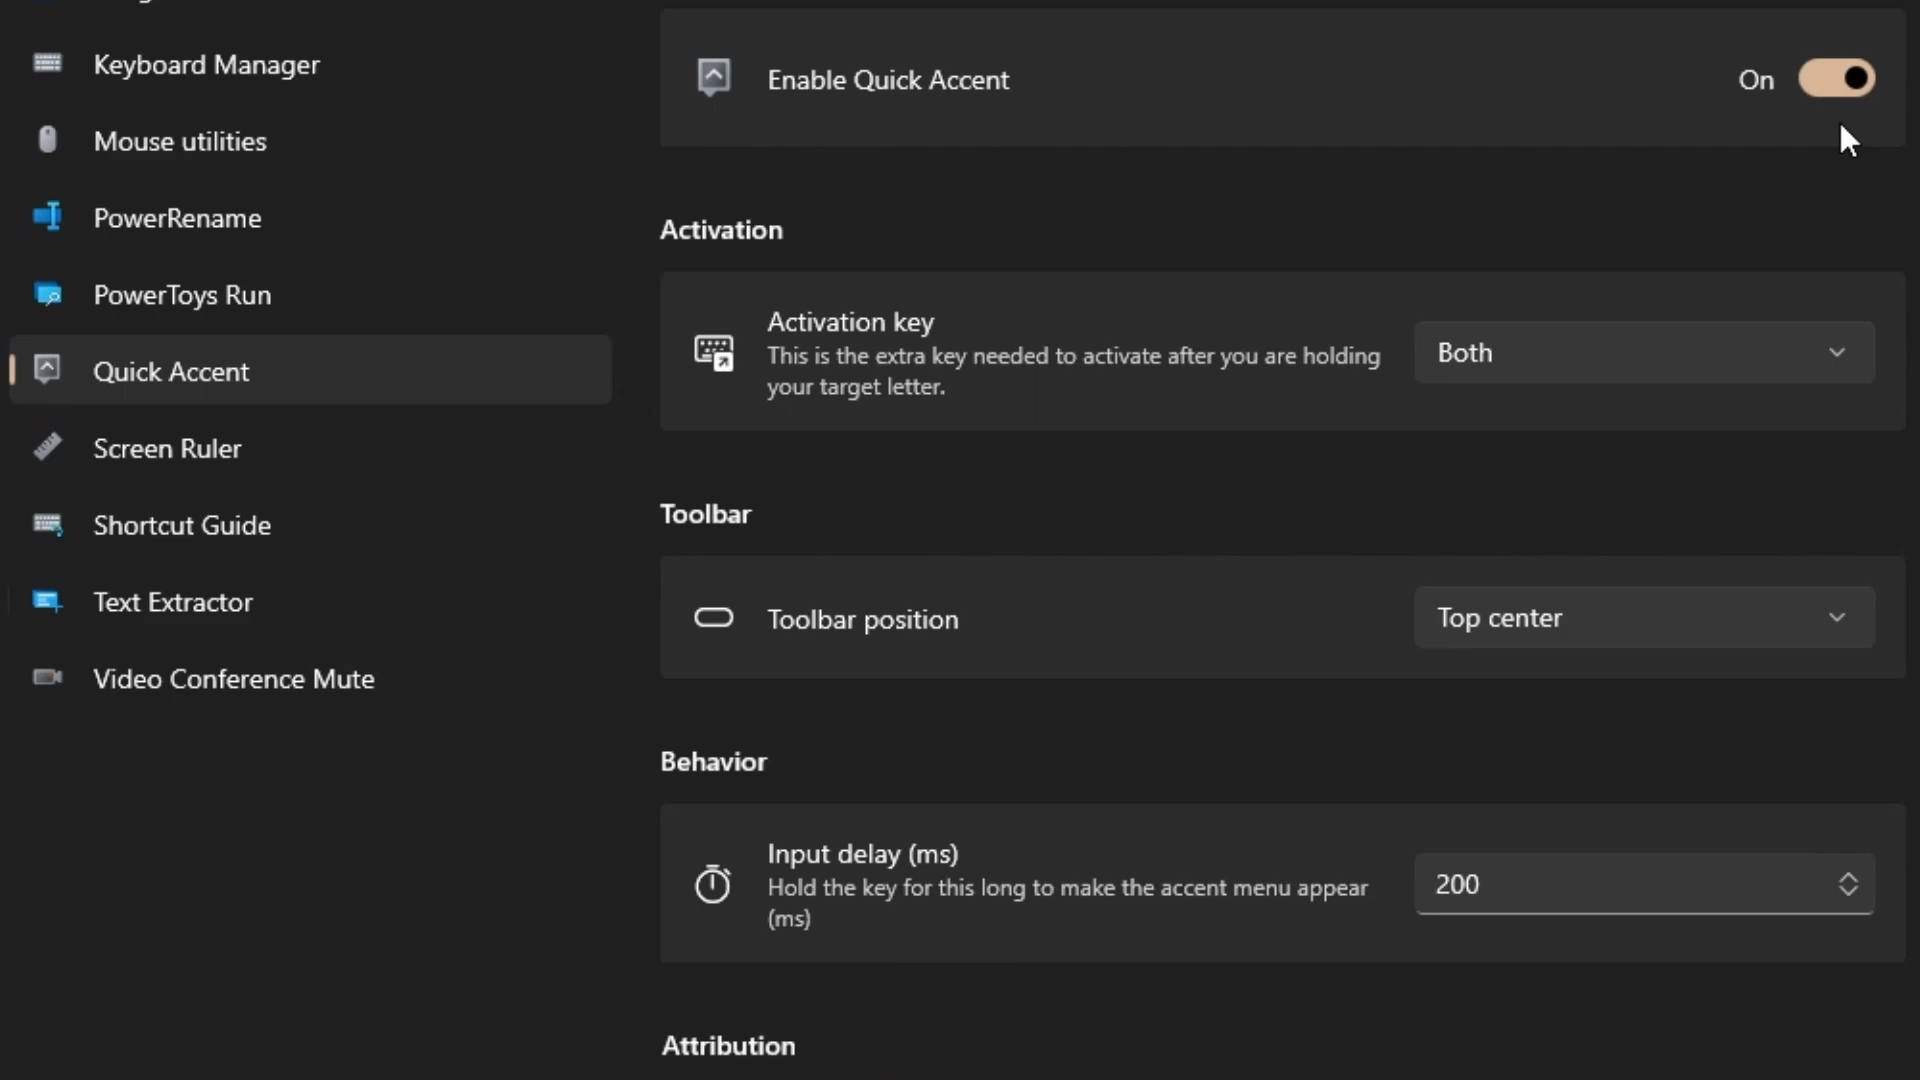 Keyboard Manager
Mouse utilities
PowerRename
PowerToys Run
Quick Accent
Screen Ruler
Shortcut Guide
Text Extractor
Video Conference Mute
Enable Quick Accent
On
Activation
Activation key
This is the extra key needed to activate after you are holding
your target letter.
Both
Toolbar
Toolbar position
Top center
Behavior
Input delay (ms)
Hold the key for this long to make the accent menu appear
(ms)
200
Attribution